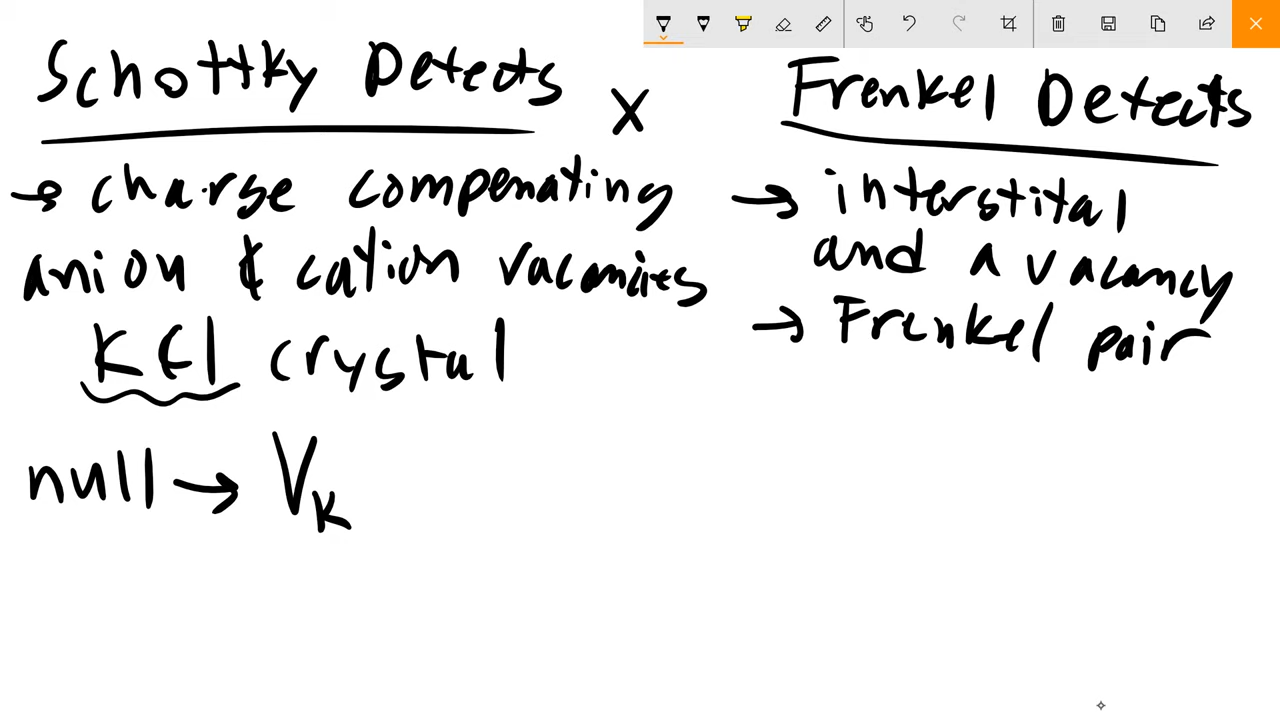 Schottky Defects
x
→ charge compenating
anion & cation vacancies
KCl crystal
null → V_K
Frenkel Defects
→ interstital
and a vacancy
→ Frenkel pair